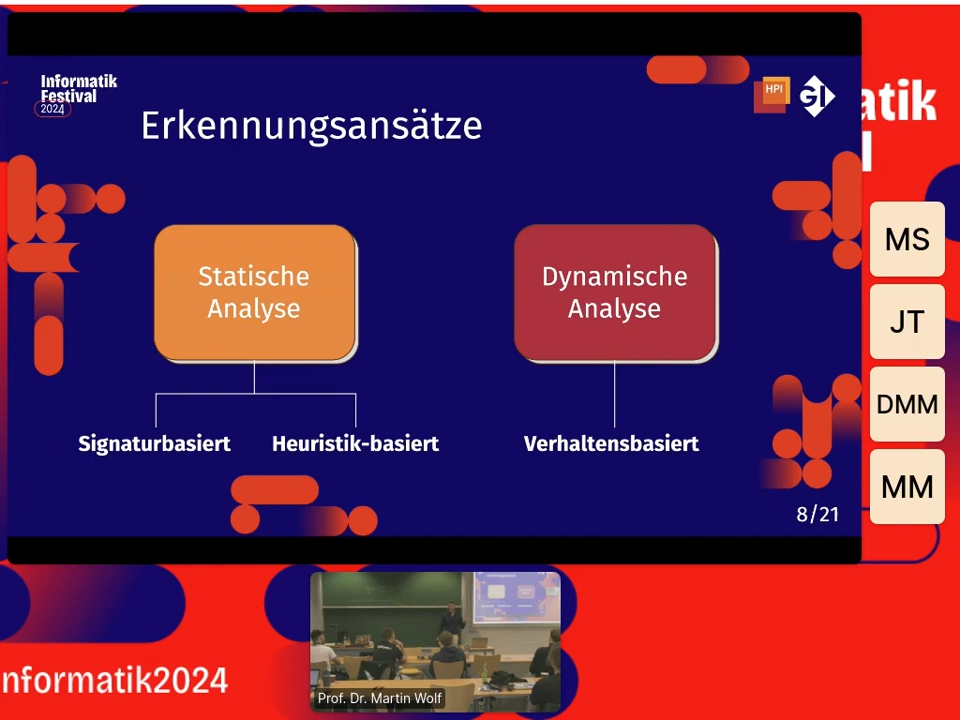 Informatik
Festival
2024
Erkennungsansätze
HPI
GI
atik
l
MS
Statische
Analyse
Dynamische
Analyse
JT
DMM
Signaturbasiert
Heuristik-basiert
Verhaltensbasiert
MM
8/21
nformatik2024
Prof. Dr. Martin Wolf